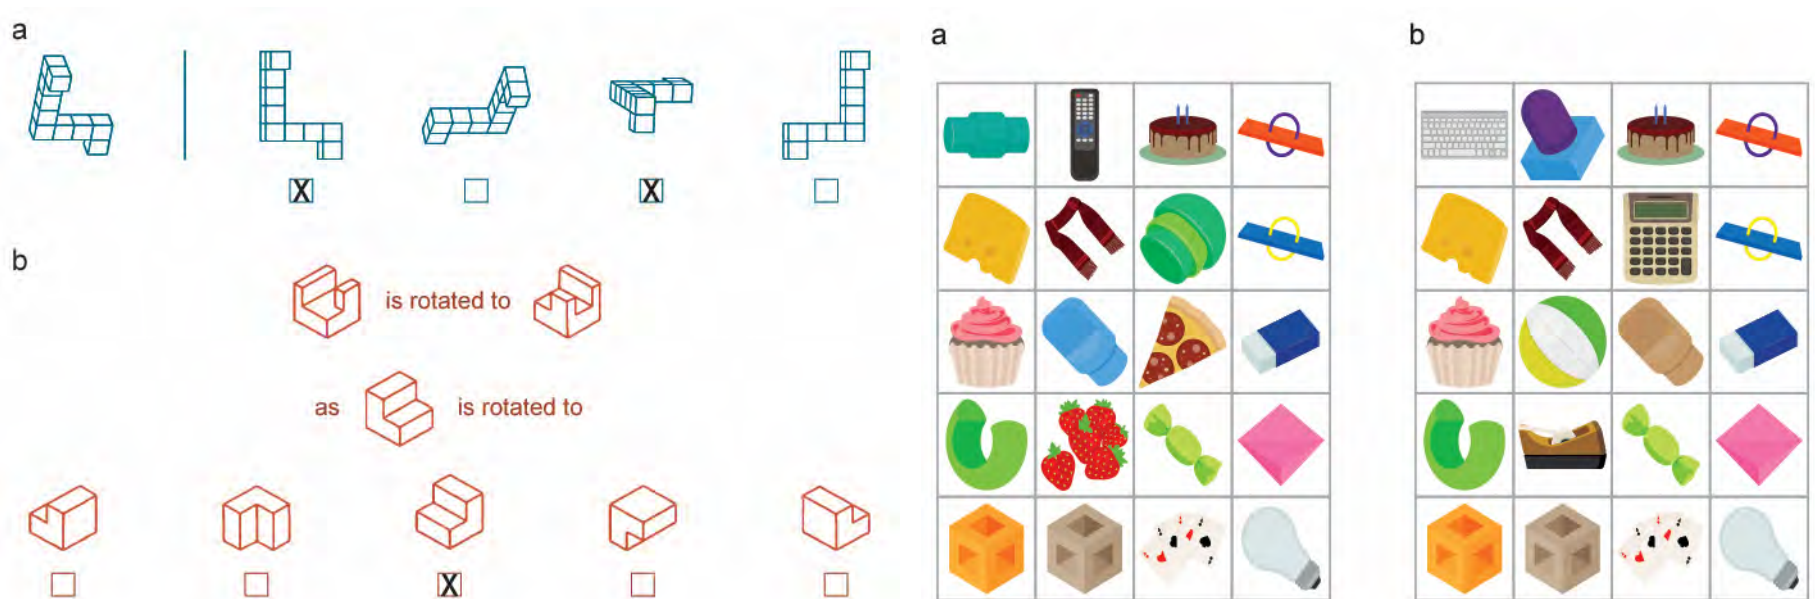 a
X
X
b
is rotated to
as
is rotated to
X
a
b